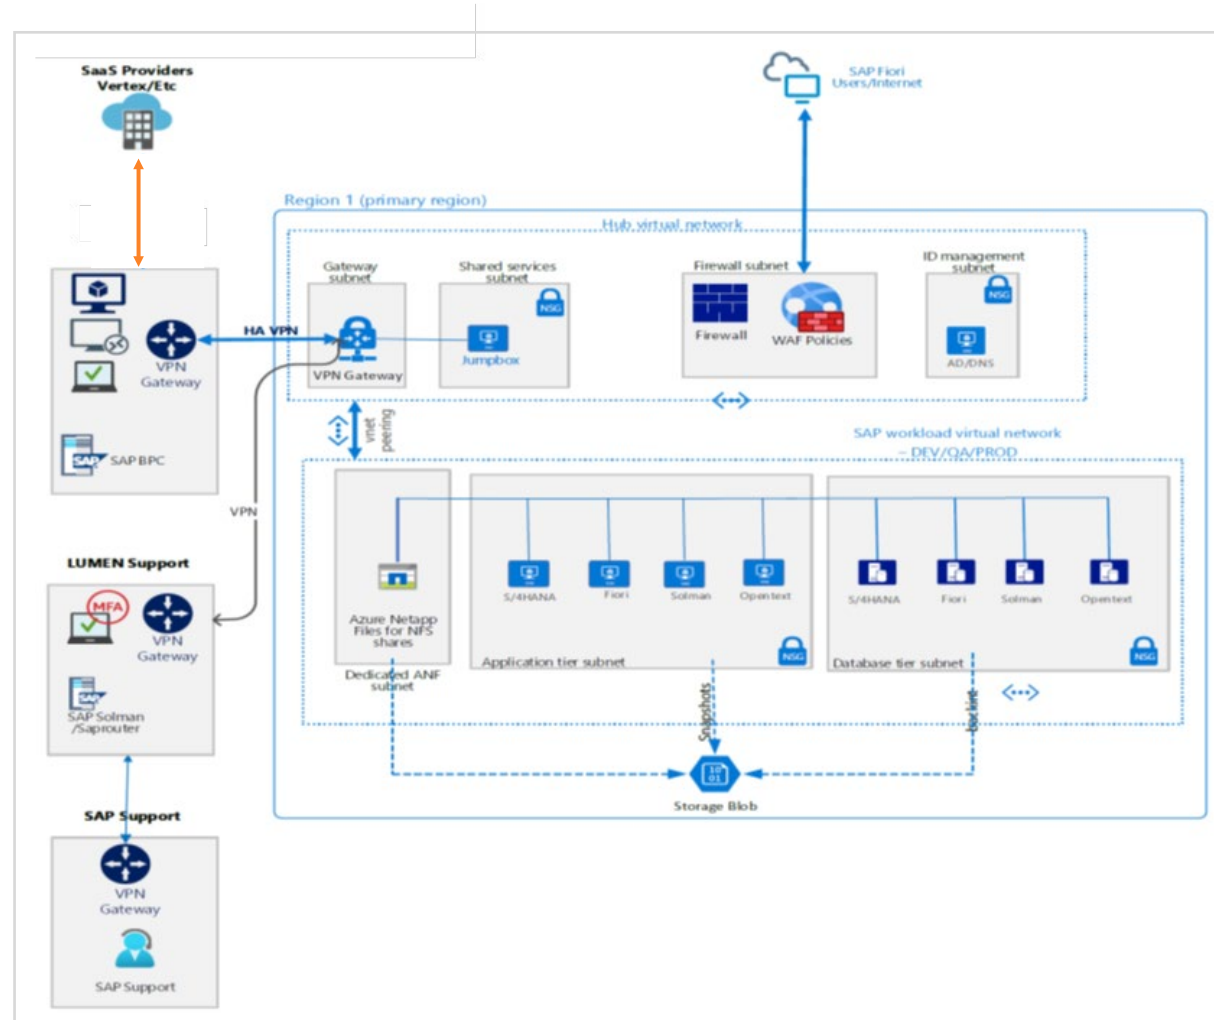 SaaS Providers
Vertex/Etc
SAP Fiori
Users/Internet
Region 1 (primary region)
Hub virtual network
Gateway
subnet
Shared services
subnet
Firewall subnet
ID management
subnet
NSG
NSG
Firewall
WAF Policies
AD/DNS
Jumpbox
VPN Gateway
HA VPN
VPN
Gateway
SAP
SAP BPC
vnet
peering
SAP workload virtual network
– DEV/QA/PROD
VPN
LUMEN Support
MFA
VPN
Gateway
SAP
SAP Solman
/Saprouter
S/4HANA
Fiori
Solman
Opentext
S/4HANA
Fiori
Solman
Opentext
Azure Netapp
Files for NFS
shares
Dedicated ANF
subnet
Application tier subnet
NSG
Database tier subnet
NSG
Snapshots
backint
10
01
Storage Blob
SAP Support
VPN
Gateway
SAP Support